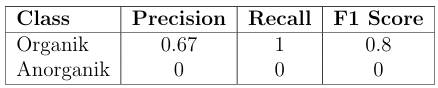 Class Precision Recall F1 Score
Organik 0.67 1 0.8
Anorganik 0 0 0